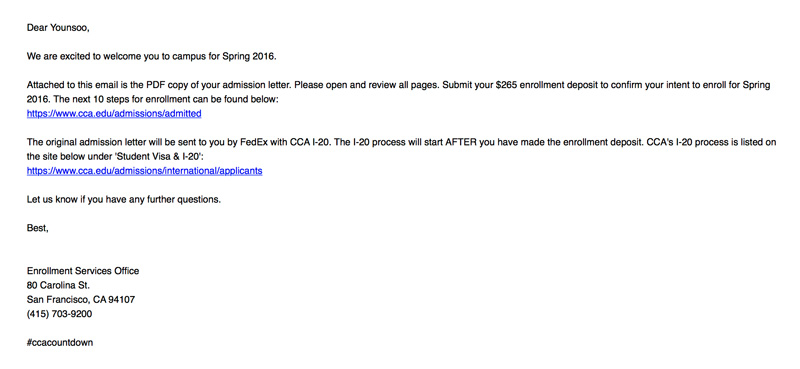 Dear Younsoo,
We are excited to welcome you to campus for Spring 2016.
Attached to this email is the PDF copy of your admission letter. Please open and review all pages. Submit your $265 enrollment deposit to confirm your intent to enroll for Spring
2016. The next 10 steps for enrollment can be found below:
https://www.cca.edu/admissions/admitted
The original admission letter will be sent to you by FedEx with CCA I-20. The I-20 process will start AFTER you have made the enrollment deposit. CCA's I-20 process is listed on
the site below under 'Student Visa & I-20':
https://www.cca.edu/admissions/international/applicants
Let us know if you have any further questions.
Best,
Enrollment Services Office
80 Carolina St.
San Francisco, CA 94107
(415) 703-9200
#ccacountdown